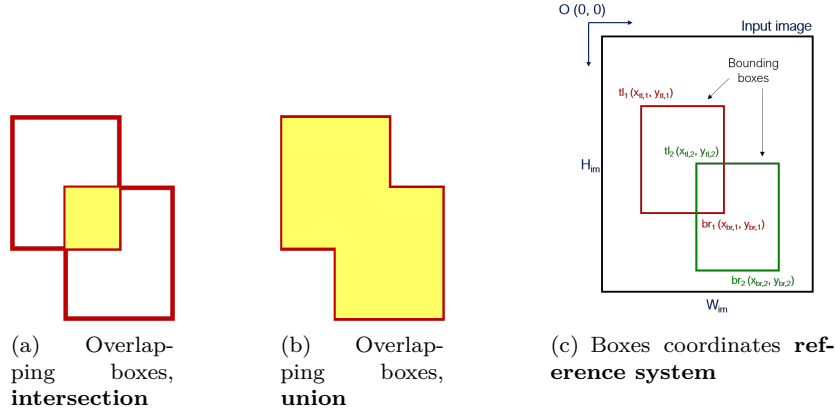 O (0, 0)
Input image
Bounding
boxes
tl₁ (xtl,1, ytl,1)
tl₂ (xtl,2, ytl,2)
Him
br₁ (xbr,1, ybr,1)
br₂ (xbr,2, ybr,2)
Wim
(a) Overlap-
ping boxes,
intersection
(b) Overlap-
ping boxes,
union
(c) Boxes coordinates ref-
erence system